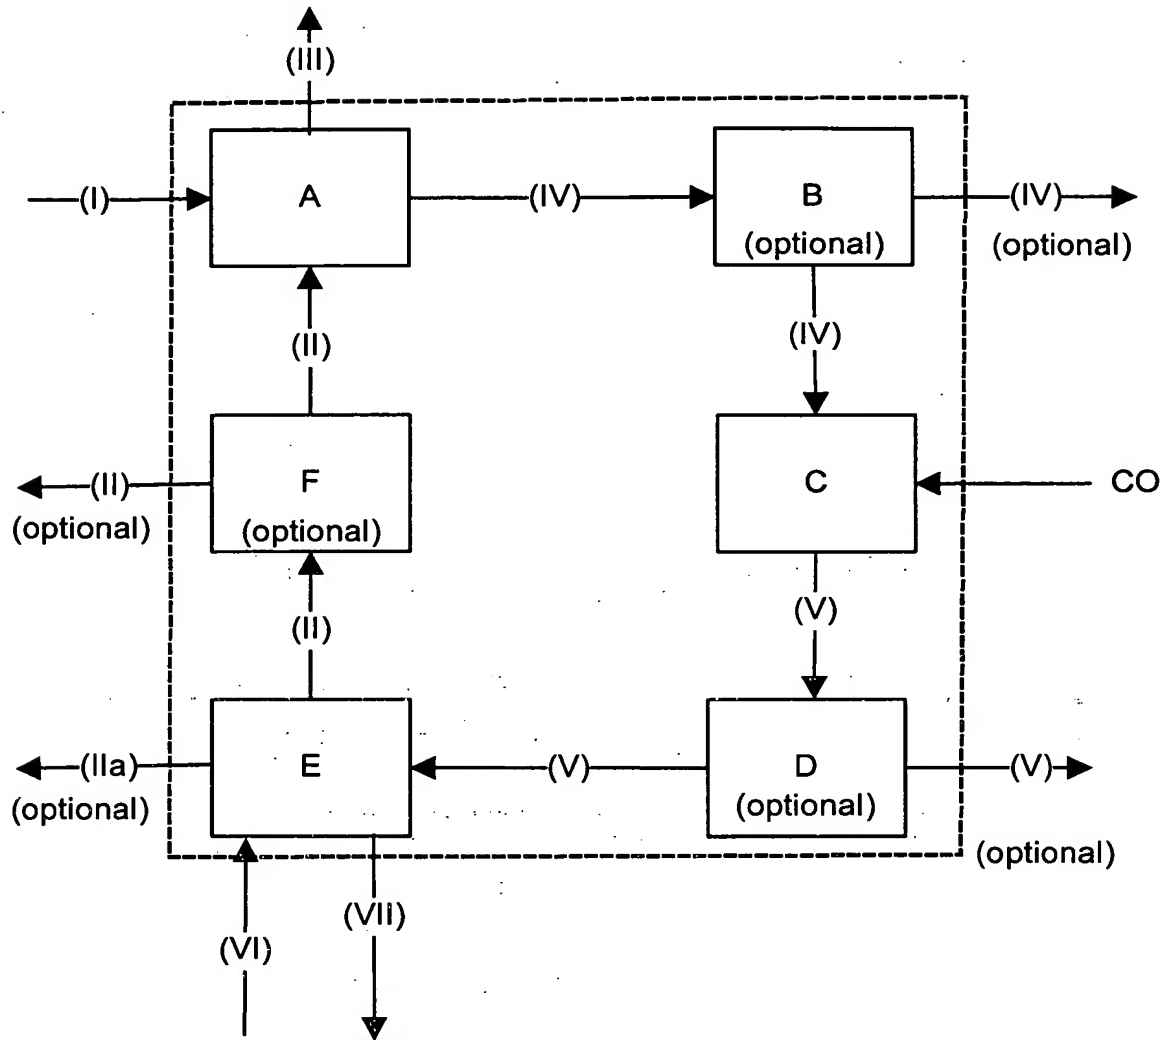 (III)
(I)
A
(IV)
B
(optional)
(IV)
(optional)
(II)
(IV)
(II)
(optional)
F
(optional)
C
CO
(II)
(V)
(IIa)
(optional)
E
(V)
D
(optional)
(V)
(optional)
(VI)
(VII)